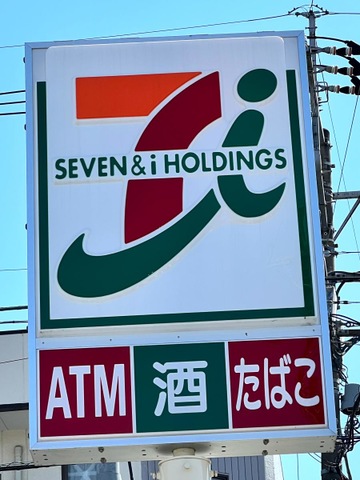 SEVEN & i HOLDINGS
ATM 酒 たばこ